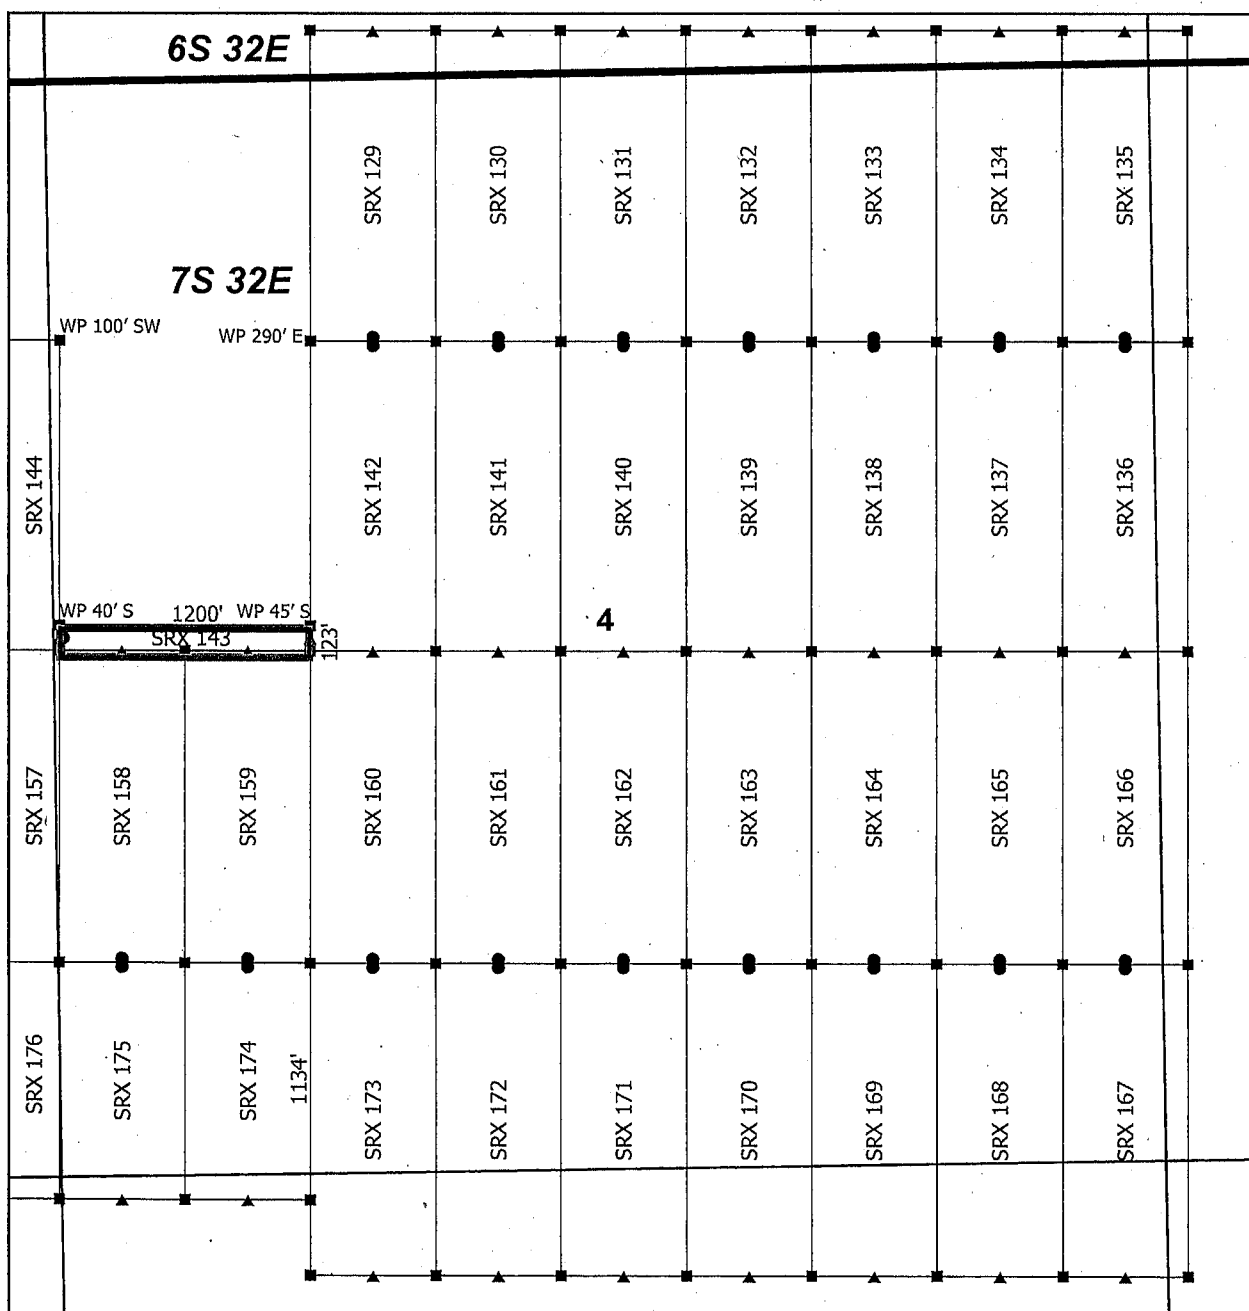 6S 32E
SRX 129
SRX 130
SRX 131
SRX 132
SRX 133
SRX 134
SRX 135
7S 32E
WP 100' SW
WP 290' E
SRX 144
SRX 142
SRX 141
SRX 140
SRX 139
SRX 138
SRX 137
SRX 136
WP 40' S
1200'
WP 45' S
4
SRX 143
123'
SRX 157
SRX 158
SRX 159
SRX 160
SRX 161
SRX 162
SRX 163
SRX 164
SRX 165
SRX 166
SRX 176
SRX 175
SRX 174
1134'
SRX 173
SRX 172
SRX 171
SRX 170
SRX 169
SRX 168
SRX 167